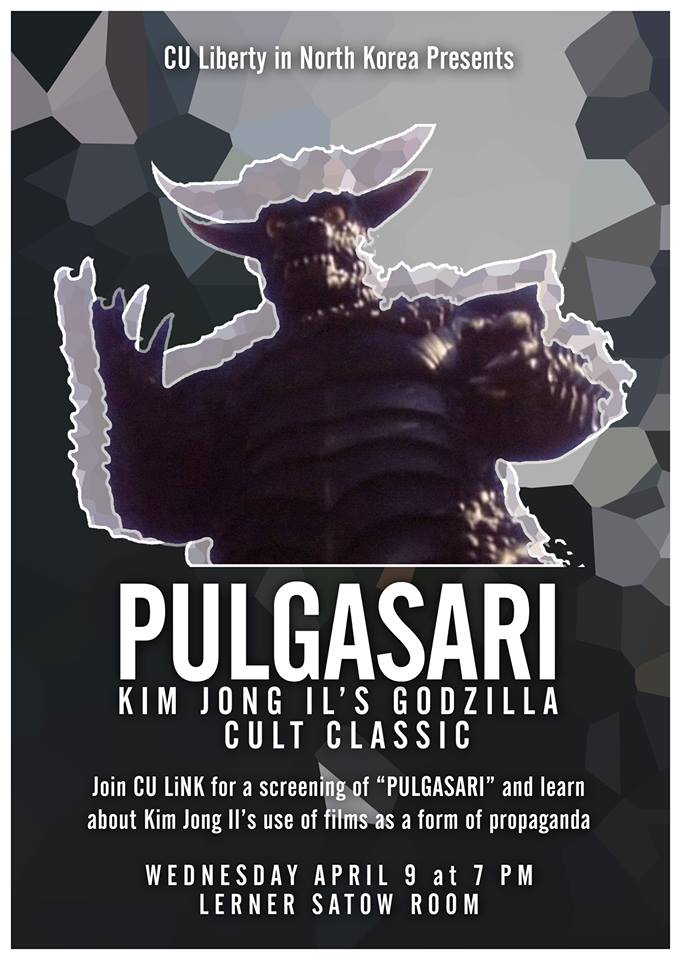 CU Liberty in North Korea Presents
PULGASARI
KIM JONG IL'S GODZILLA
CULT CLASSIC
Join CU LiNK for a screening of “PULGASARI” and learn
about Kim Jong Il's use of films as a form of propaganda
WEDNESDAY APRIL 9 at 7 PM
LERNER SATOW ROOM